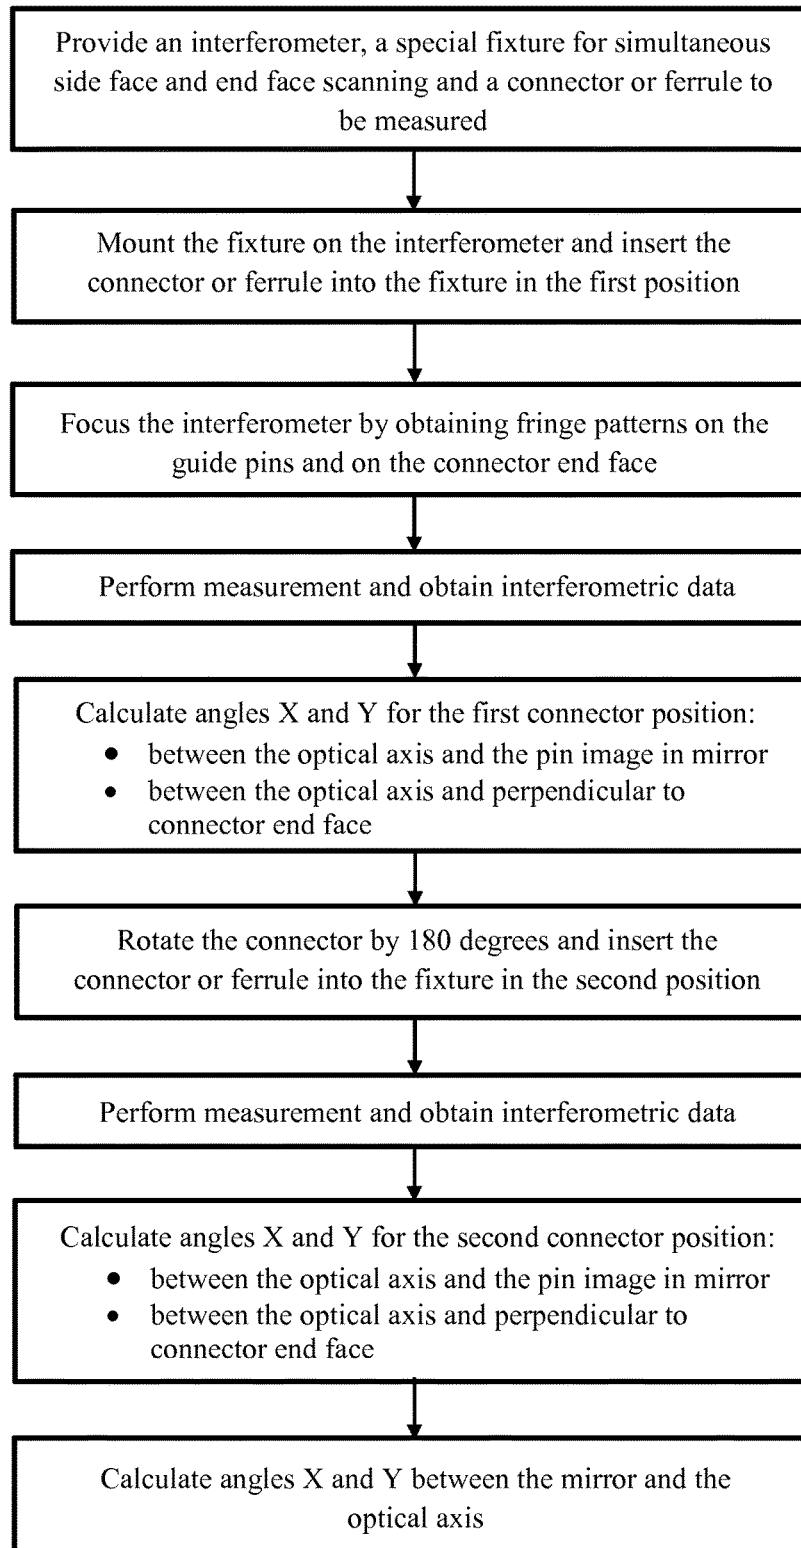 Provide an interferometer, a special fixture for simultaneous
side face and end face scanning and a connector or ferrule to
be measured
Mount the fixture on the interferometer and insert the
connector or ferrule into the fixture in the first position
Focus the interferometer by obtaining fringe patterns on the
guide pins and on the connector end face
Perform measurement and obtain interferometric data
Calculate angles X and Y for the first connector position:
• between the optical axis and the pin image in mirror
• between the optical axis and perpendicular to
connector end face
Rotate the connector by 180 degrees and insert the
connector or ferrule into the fixture in the second position
Perform measurement and obtain interferometric data
Calculate angles X and Y for the second connector position:
• between the optical axis and the pin image in mirror
• between the optical axis and perpendicular to
connector end face
Calculate angles X and Y between the mirror and the
optical axis